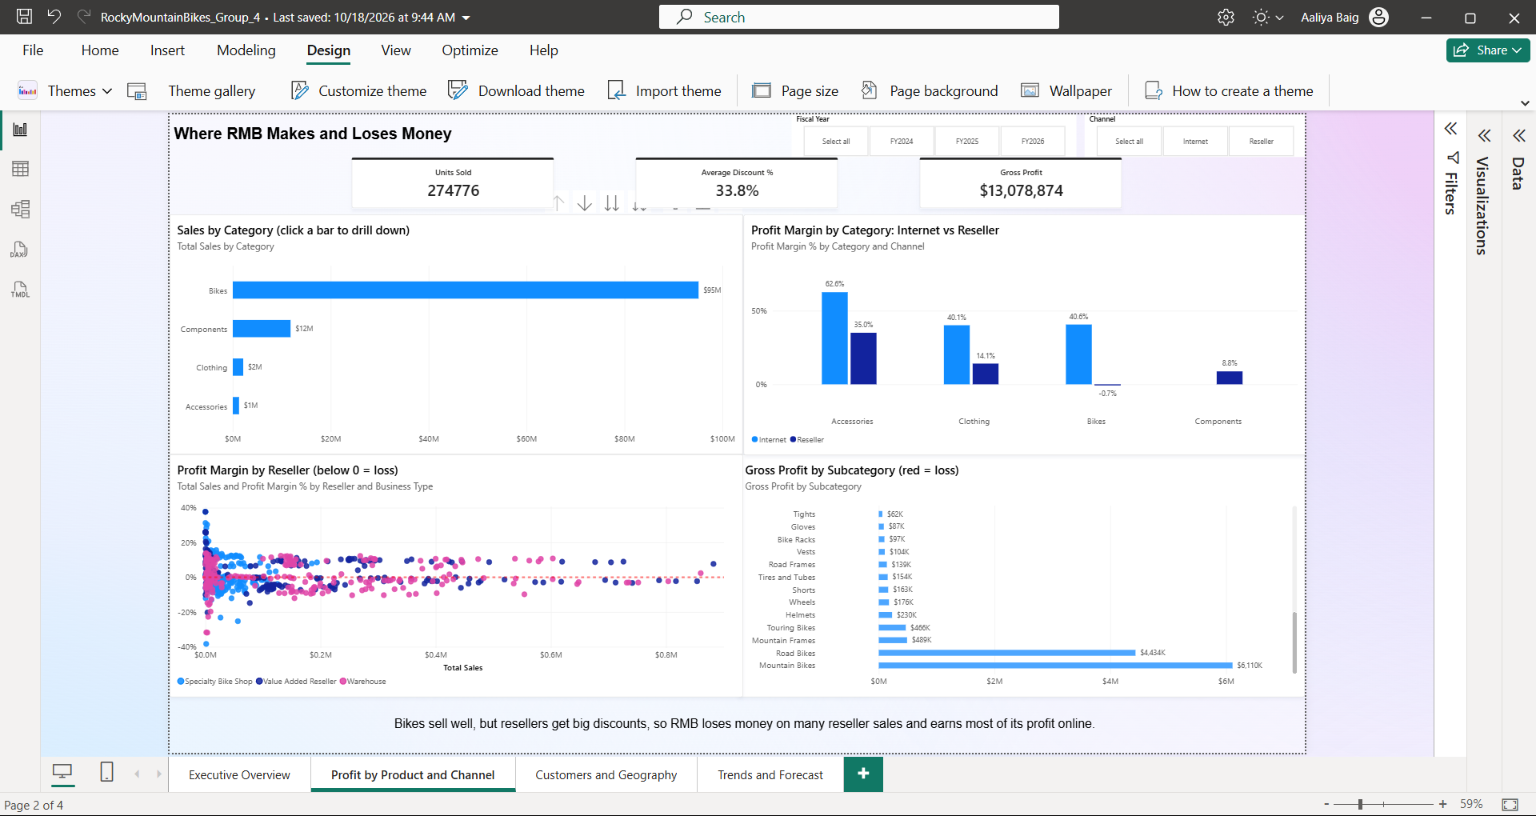 RockyMountainBikes_Group_4 • Last saved: 10/18/2026 at 9:44 AM
Search
Aaliya Baig
File Home Insert Modeling Design View Optimize Help
Share
Themes Theme gallery Customize theme Download theme Import theme Page size Page background Wallpaper How to create a theme
DAX
TMDL
Where RMB Makes and Loses Money
Fiscal Year
Select all FY2024 FY2025 FY2026
Channel
Select all Internet Reseller
Units Sold
274776
Average Discount %
33.8%
Gross Profit
$13,078,874
Sales by Category (click a bar to drill down)
Total Sales by Category
Bikes $95M
Components $12M
Clothing $2M
Accessories $1M
$0M $20M $40M $60M $80M $100M
Profit Margin by Category: Internet vs Reseller
Profit Margin % by Category and Channel
50%
0%
62.6% 35.0% 40.1% 14.1% 40.6% -0.7% 8.8%
Accessories Clothing Bikes Components
Internet Reseller
Profit Margin by Reseller (below 0 = loss)
Total Sales and Profit Margin % by Reseller and Business Type
40%
20%
0%
-20%
-40%
$0.0M $0.2M $0.4M $0.6M $0.8M
Total Sales
Specialty Bike Shop Value Added Reseller Warehouse
Gross Profit by Subcategory (red = loss)
Gross Profit by Subcategory
Tights $62K
Gloves $87K
Bike Racks $97K
Vests $104K
Road Frames $139K
Tires and Tubes $154K
Shorts $163K
Wheels $176K
Helmets $230K
Touring Bikes $466K
Mountain Frames $489K
Road Bikes $4,434K
Mountain Bikes $6,110K
$0M $2M $4M $6M
Bikes sell well, but resellers get big discounts, so RMB loses money on many reseller sales and earns most of its profit online.
Filters
Visualizations
Data
Executive Overview Profit by Product and Channel Customers and Geography Trends and Forecast +
Page 2 of 4
- + 59%